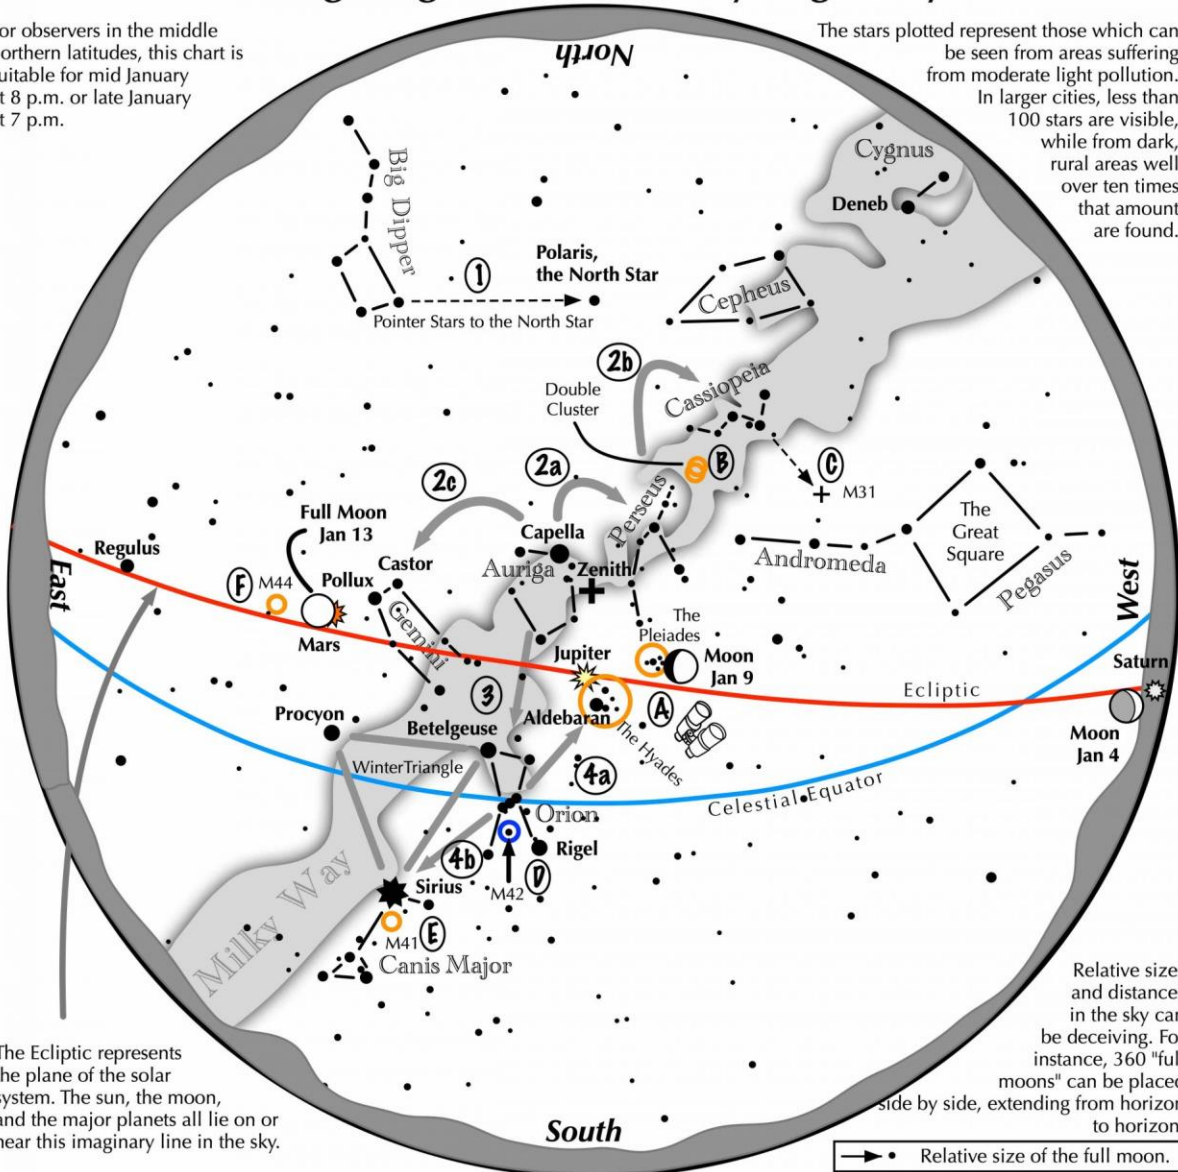 or observers in the middle
orthern latitudes, this chart is
uitable for mid January
t 8 p.m. or late January
t 7 p.m.
The stars plotted represent those which can
be seen from areas suffering
from moderate light pollution.
In larger cities, less than
100 stars are visible,
while from dark,
rural areas well
over ten times
that amount
are found.
North
Big Dipper
Cygnus
Deneb
1
Polaris,
the North Star
Pointer Stars to the North Star
Cepheus
2b
Cassiopeia
Double
Cluster
B
C
M31
2a
2c
Perseus
Full Moon
Jan 13
Capella
Auriga
Zenith
Andromeda
The
Great
Square
Pegasus
Regulus
East
F
M44
Pollux
Castor
Gemini
Mars
The
Pleiades
Moon
Jan 9
Jupiter
West
Saturn
Ecliptic
Moon
Jan 4
3
Procyon
Betelgeuse
Aldebaran
A
The Hyades
WinterTriangle
4a
Celestial Equator
Orion
Rigel
4b
D
M42
Sirius
M41
E
Canis Major
Milky Way
The Ecliptic represents
the plane of the solar
system. The sun, the moon,
and the major planets all lie on or
near this imaginary line in the sky.
Relative size
and distance
in the sky can
be deceiving. Fo
instance, 360 "ful
moons" can be placed
side by side, extending from horizon
to horizon
South
Relative size of the full moon.